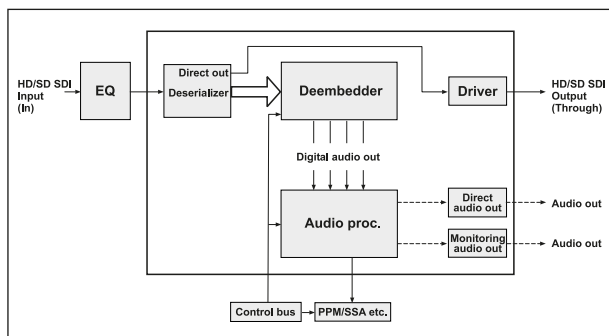 HD/SD SDI
Input
(In)
EQ
Direct out
Deserializer
Deembedder
Driver
HD/SD SDI
Output
(Through)
Digital audio out
Audio proc.
Direct
audio out
Audio out
Monitoring
audio out
Audio out
Control bus
PPM/SSA etc.